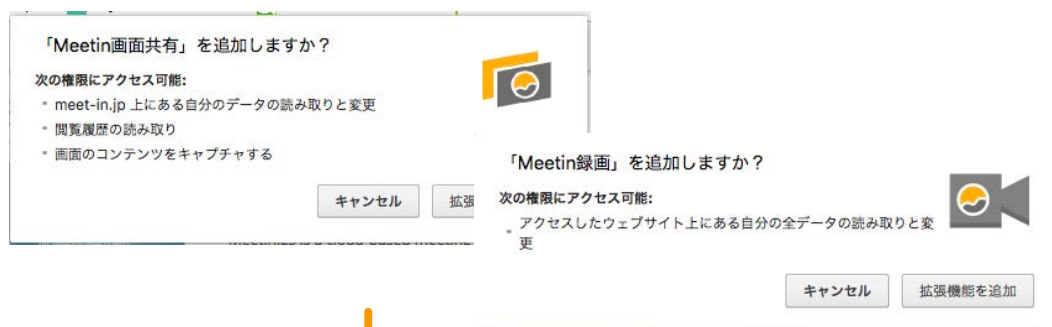 「Meetin画面共有」を追加しますか？
次の権限にアクセス可能:
meet-in.jp 上にある自分のデータの読み取りと変更
閲覧履歴の読み取り
画面のコンテンツをキャプチャする
キャンセル
拡張
「Meetin録画」を追加しますか？
次の権限にアクセス可能:
アクセスしたウェブサイト上にある自分の全データの読み取りと変
更
キャンセル
拡張機能を追加